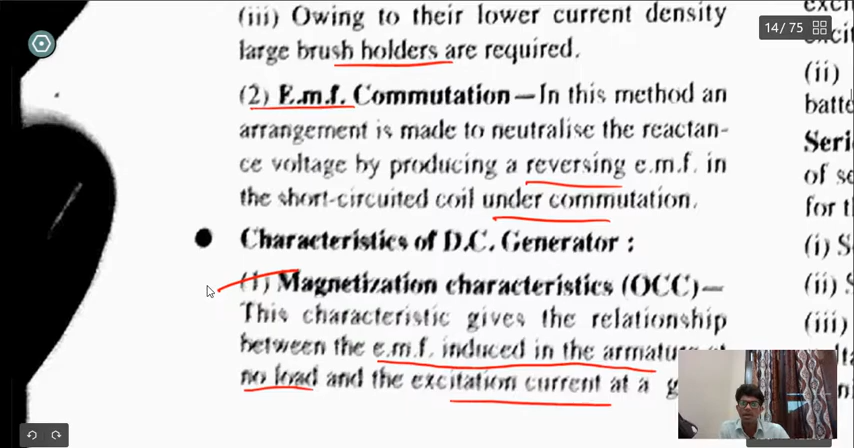 (iii) Owing to their lower current density
large brush holders are required.
(2) E.m.f. Commutation—In this method an
arrangement is made to neutralise the reactan-
ce voltage by producing a reversing e.m.f. in
the short-circuited coil under commutation.
● Characteristics of D.C. Generator :
(1) Magnetization characteristics (OCC)—
This characteristic gives the relationship
between the e.m.f. induced in the armature
no load and the excitation current at a
14 / 75
(ii)
batte
Seri
of se
for t
(i) S
(ii) S
(iii)